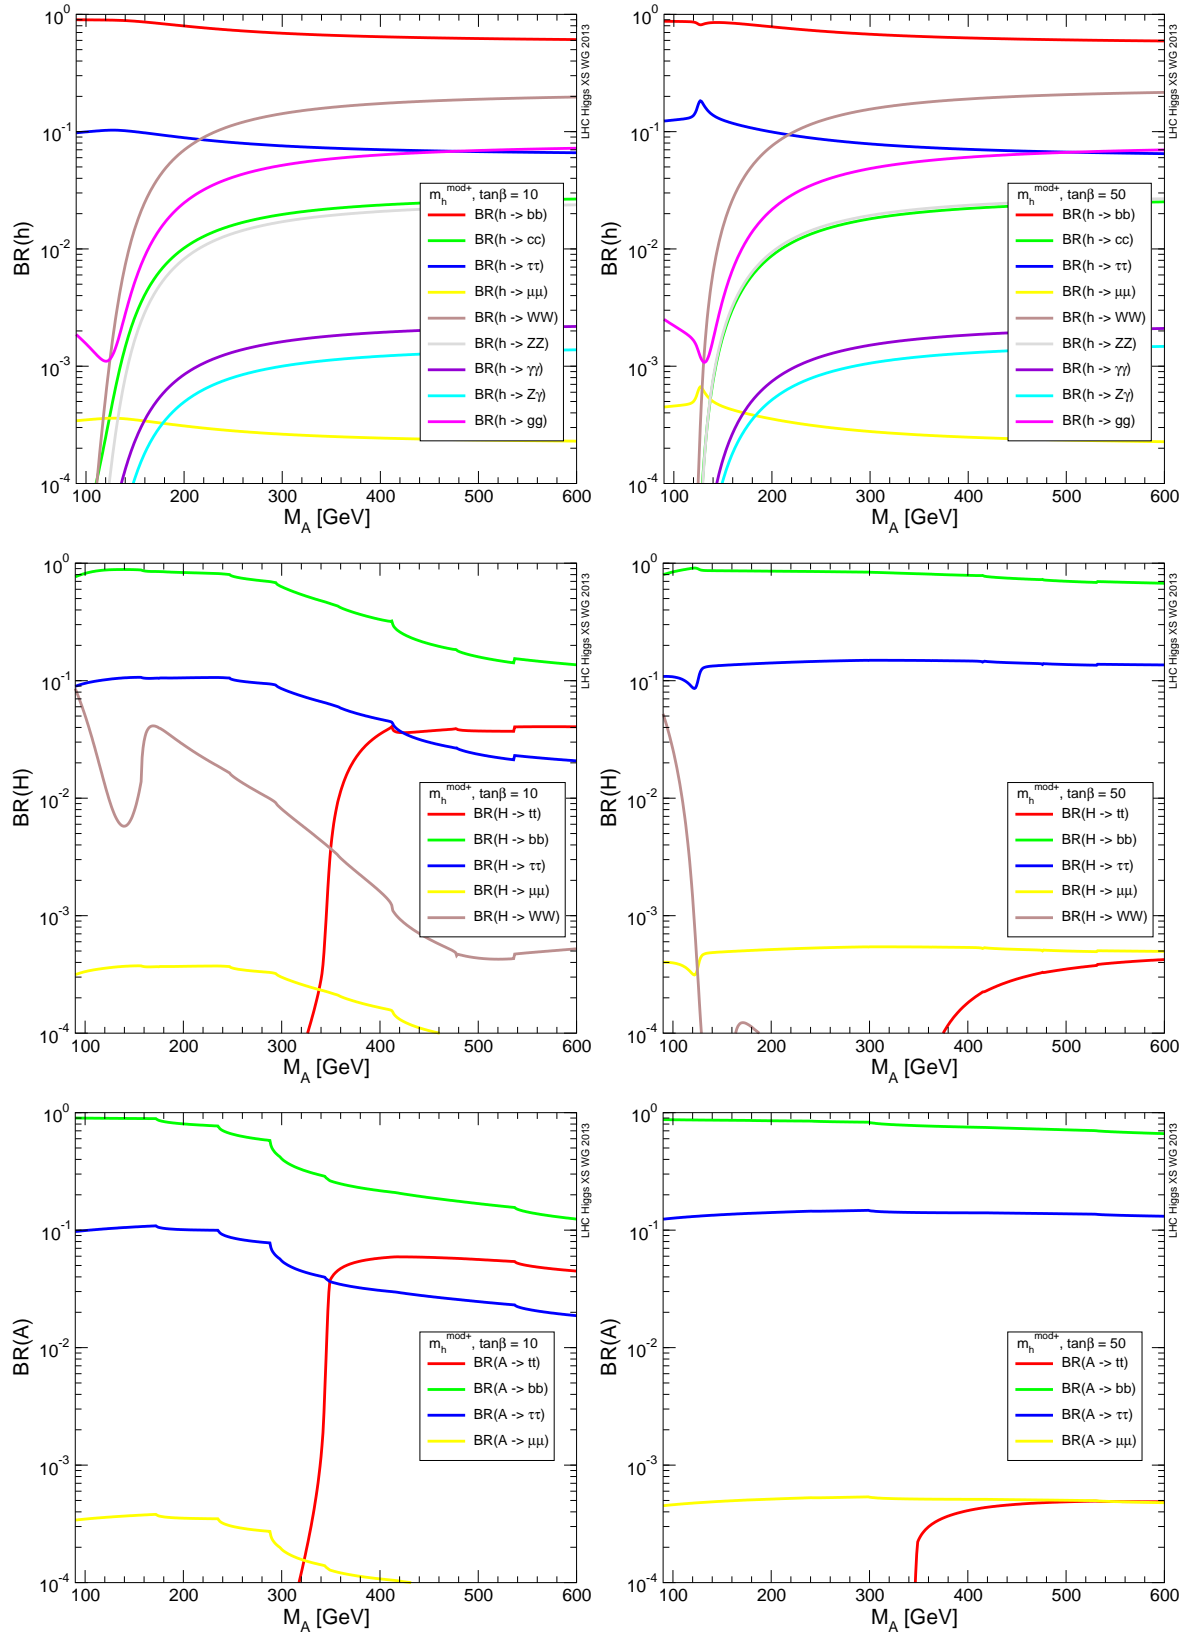 10^0
10^-1
10^-2
10^-3
10^-4
BR(h)
100 200 300 400 500 600
M_A [GeV]
LHC Higgs XS WG 2013
m_h^mod+, tanβ = 10
BR(h -> bb)
BR(h -> cc)
BR(h -> ττ)
BR(h -> μμ)
BR(h -> WW)
BR(h -> ZZ)
BR(h -> γγ)
BR(h -> Zγ)
BR(h -> gg)
10^0
10^-1
10^-2
10^-3
10^-4
BR(h)
100 200 300 400 500 600
M_A [GeV]
LHC Higgs XS WG 2013
m_h^mod+, tanβ = 50
BR(h -> bb)
BR(h -> cc)
BR(h -> ττ)
BR(h -> μμ)
BR(h -> WW)
BR(h -> ZZ)
BR(h -> γγ)
BR(h -> Zγ)
BR(h -> gg)
10^0
10^-1
10^-2
10^-3
10^-4
BR(H)
100 200 300 400 500 600
M_A [GeV]
LHC Higgs XS WG 2013
m_h^mod+, tanβ = 10
BR(H -> tt)
BR(H -> bb)
BR(H -> ττ)
BR(H -> μμ)
BR(H -> WW)
10^0
10^-1
10^-2
10^-3
10^-4
BR(H)
100 200 300 400 500 600
M_A [GeV]
LHC Higgs XS WG 2013
m_h^mod+, tanβ = 50
BR(H -> tt)
BR(H -> bb)
BR(H -> ττ)
BR(H -> μμ)
BR(H -> WW)
10^0
10^-1
10^-2
10^-3
10^-4
BR(A)
100 200 300 400 500 600
M_A [GeV]
LHC Higgs XS WG 2013
m_h^mod+, tanβ = 10
BR(A -> tt)
BR(A -> bb)
BR(A -> ττ)
BR(A -> μμ)
10^0
10^-1
10^-2
10^-3
10^-4
BR(A)
100 200 300 400 500 600
M_A [GeV]
LHC Higgs XS WG 2013
m_h^mod+, tanβ = 50
BR(A -> tt)
BR(A -> bb)
BR(A -> ττ)
BR(A -> μμ)